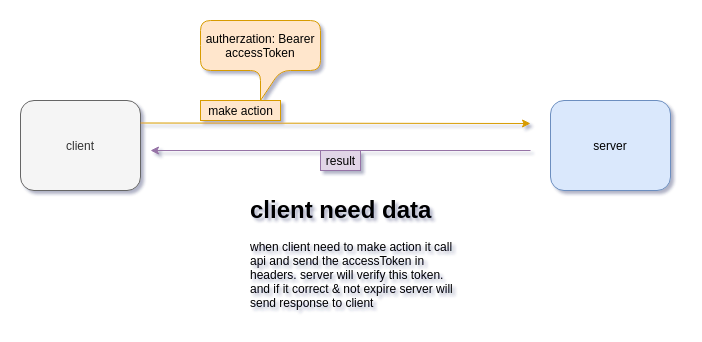 autherzation: Bearer
accessToken
make action
client
server
result
client need data
when client need to make action it call
api and send the accessToken in
headers. server will verify this token.
and if it correct & not expire server will
send response to client